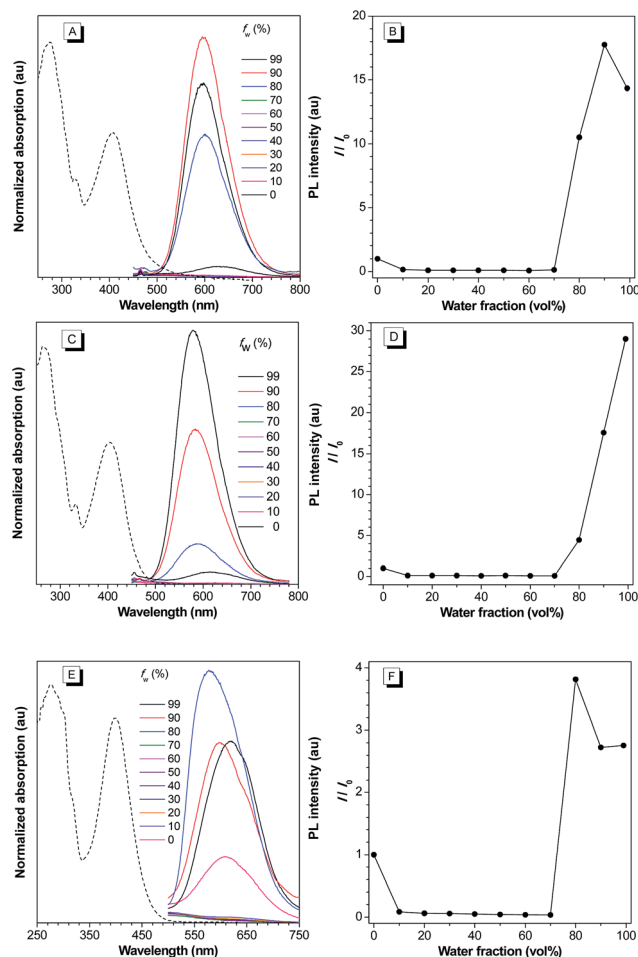 A
f_w (%)
99
90
80
70
60
50
40
30
20
10
0
Normalized absorption (au)
PL intensity (au)
300 400 500 600 700 800
Wavelength (nm)
B
20
15
10
5
0
I / I_0
0 20 40 60 80 100
Water fraction (vol%)
C
f_W (%)
99
90
80
70
60
50
40
30
20
10
0
Normalized absorption (au)
PL intensity (au)
300 400 500 600 700 800
Wavelength (nm)
D
30
25
20
15
10
5
0
I / I_0
0 20 40 60 80 100
Water fraction (vol%)
E
f_w (%)
99
90
80
70
60
50
40
30
20
10
0
Normalized absorption (au)
PL intensity (au)
250 350 450 550 650 750
Wavelength (nm)
F
4
3
2
1
0
I / I_0
0 20 40 60 80 100
Water fraction (vol%)